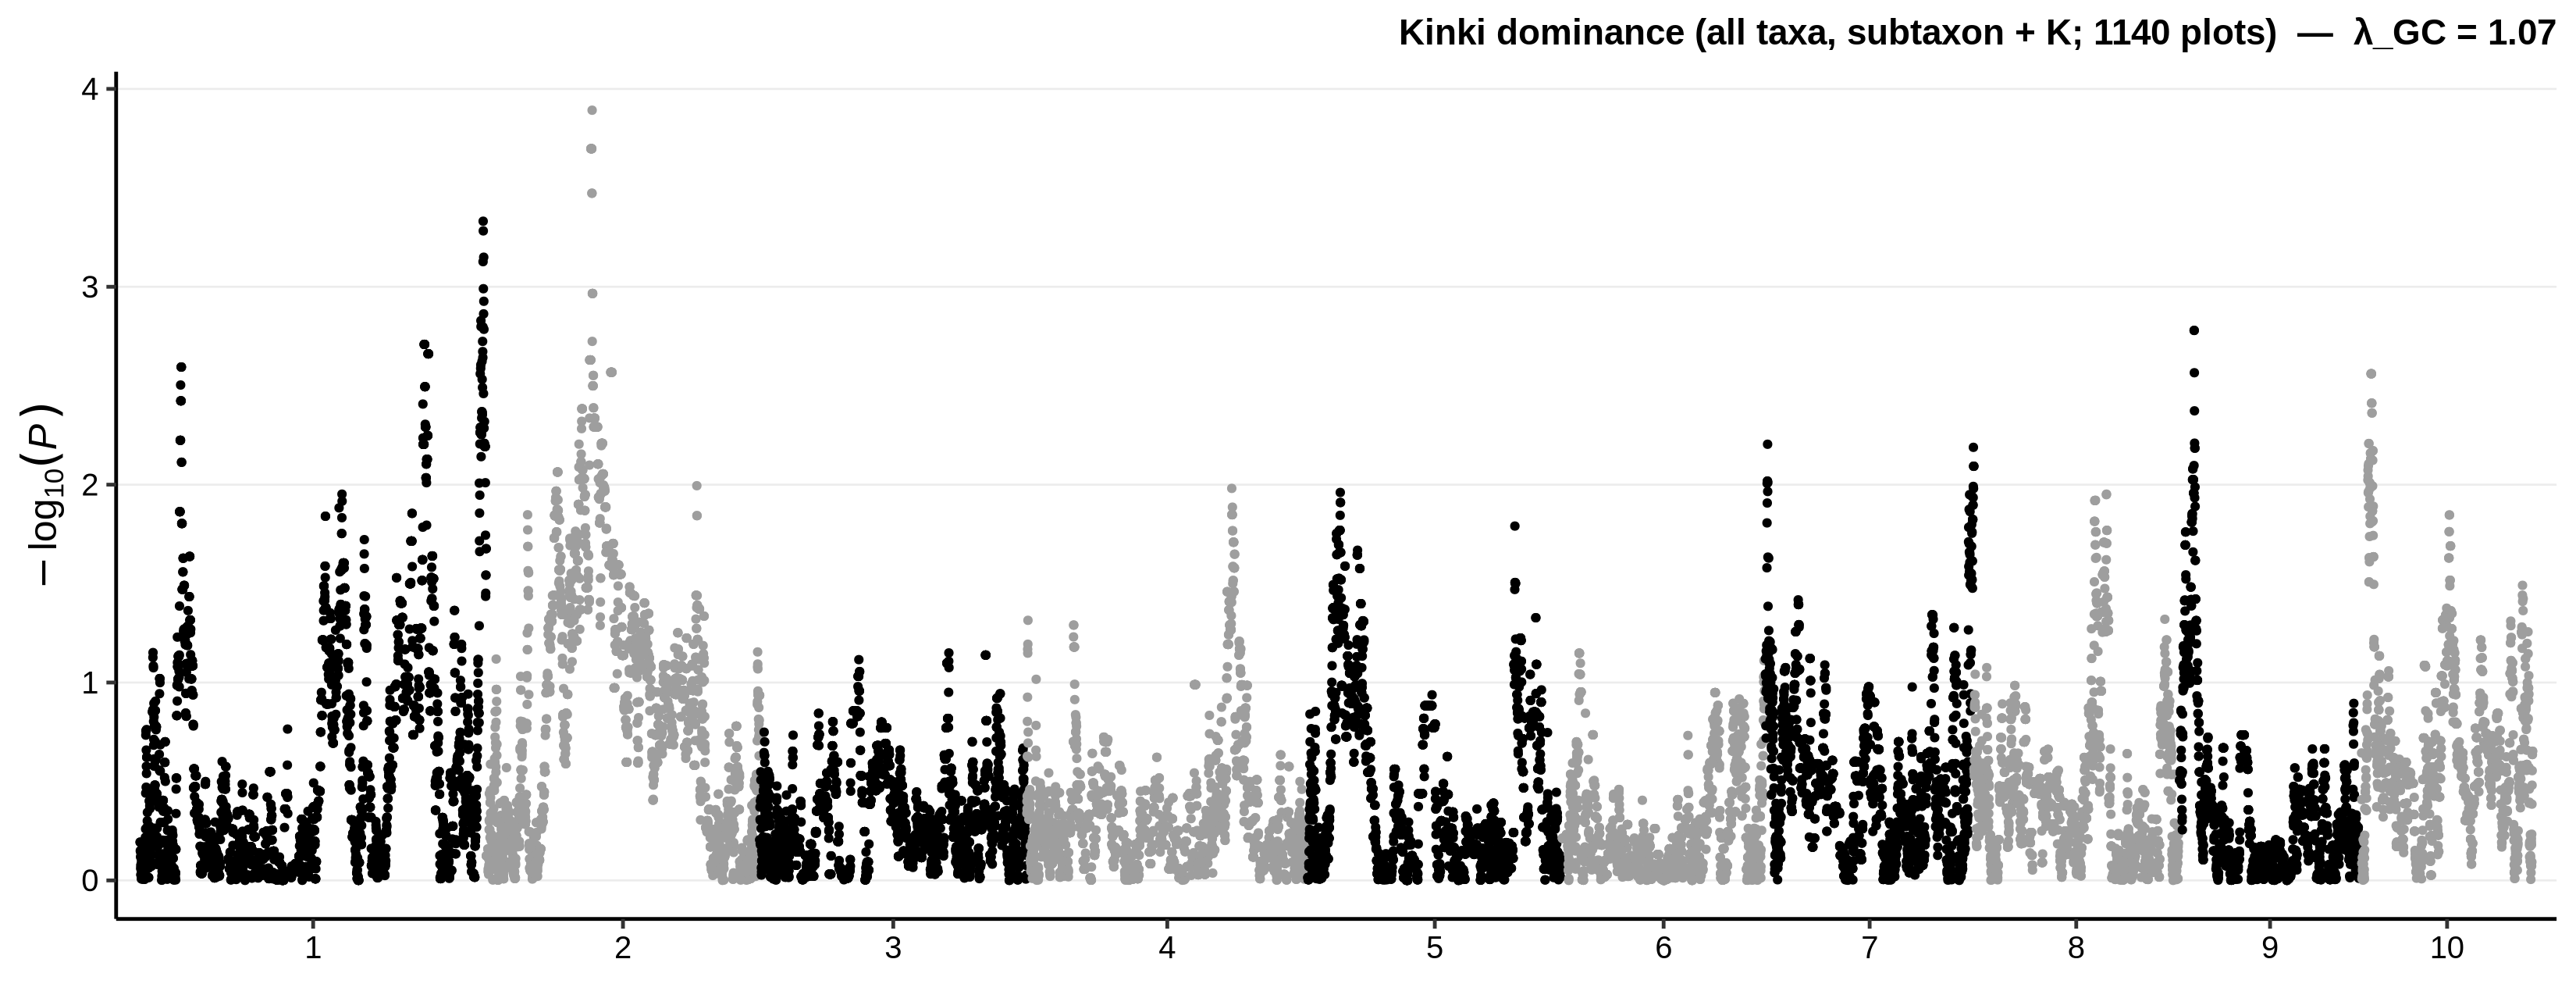 Kinki dominance (all taxa, subtaxon + K; 1140 plots) — λ_GC = 1.07
4
3
2
1
0
− log10(P)
1 2 3 4 5 6 7 8 9 10